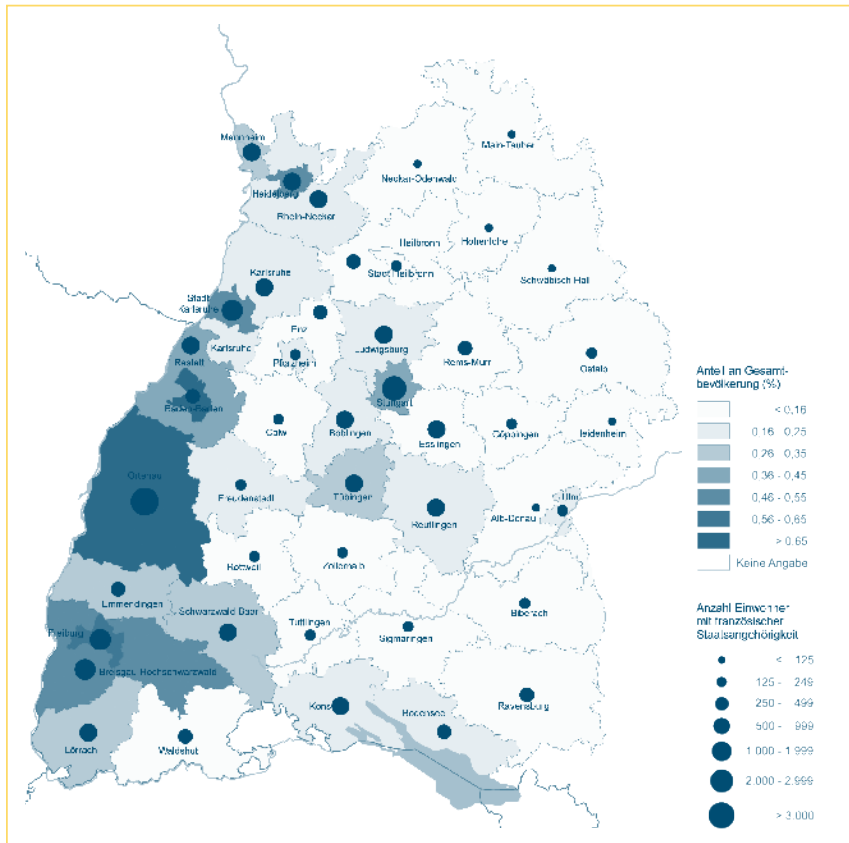 Mannheim
Main-Tauber
Neckar-Odenwald
Heidelberg
Rhein-Neckar
Heilbronn
Hohenlohe
Karlsruhe
Stadt Heilbronn
Schwäbisch Hall
Stadt
Karlsruhe
Enz
Karlsruhe
Ludwigsburg
Rastatt
Pforzheim
Rems-Murr
Ostalb
Baden-Baden
Stuttgart
Calw
Böblingen
Esslingen
Göppingen
Heidenheim
Ortenau
Freudenstadt
Tübingen
Reutlingen
Ulm
Alb-Donau
Rottweil
Zollernalb
Emmendingen
Schwarzwald Baar
Biberach
Freiburg
Tuttlingen
Sigmaringen
Breisgau Hochschwarzwald
Konst
Bodensee
Ravensburg
Lörrach
Waldshut
Anteil an Gesamt-
bevölkerung (%)
< 0,16
0,16 - 0,25
0,26 - 0,35
0,36 - 0,45
0,46 - 0,55
0,56 - 0,65
> 0,65
Keine Angabe
Anzahl Einwohner
mit französischer
Staatsangehörigkeit
< 125
125 - 249
250 - 499
500 - 999
1.000 - 1.999
2.000 - 2.999
> 3.000